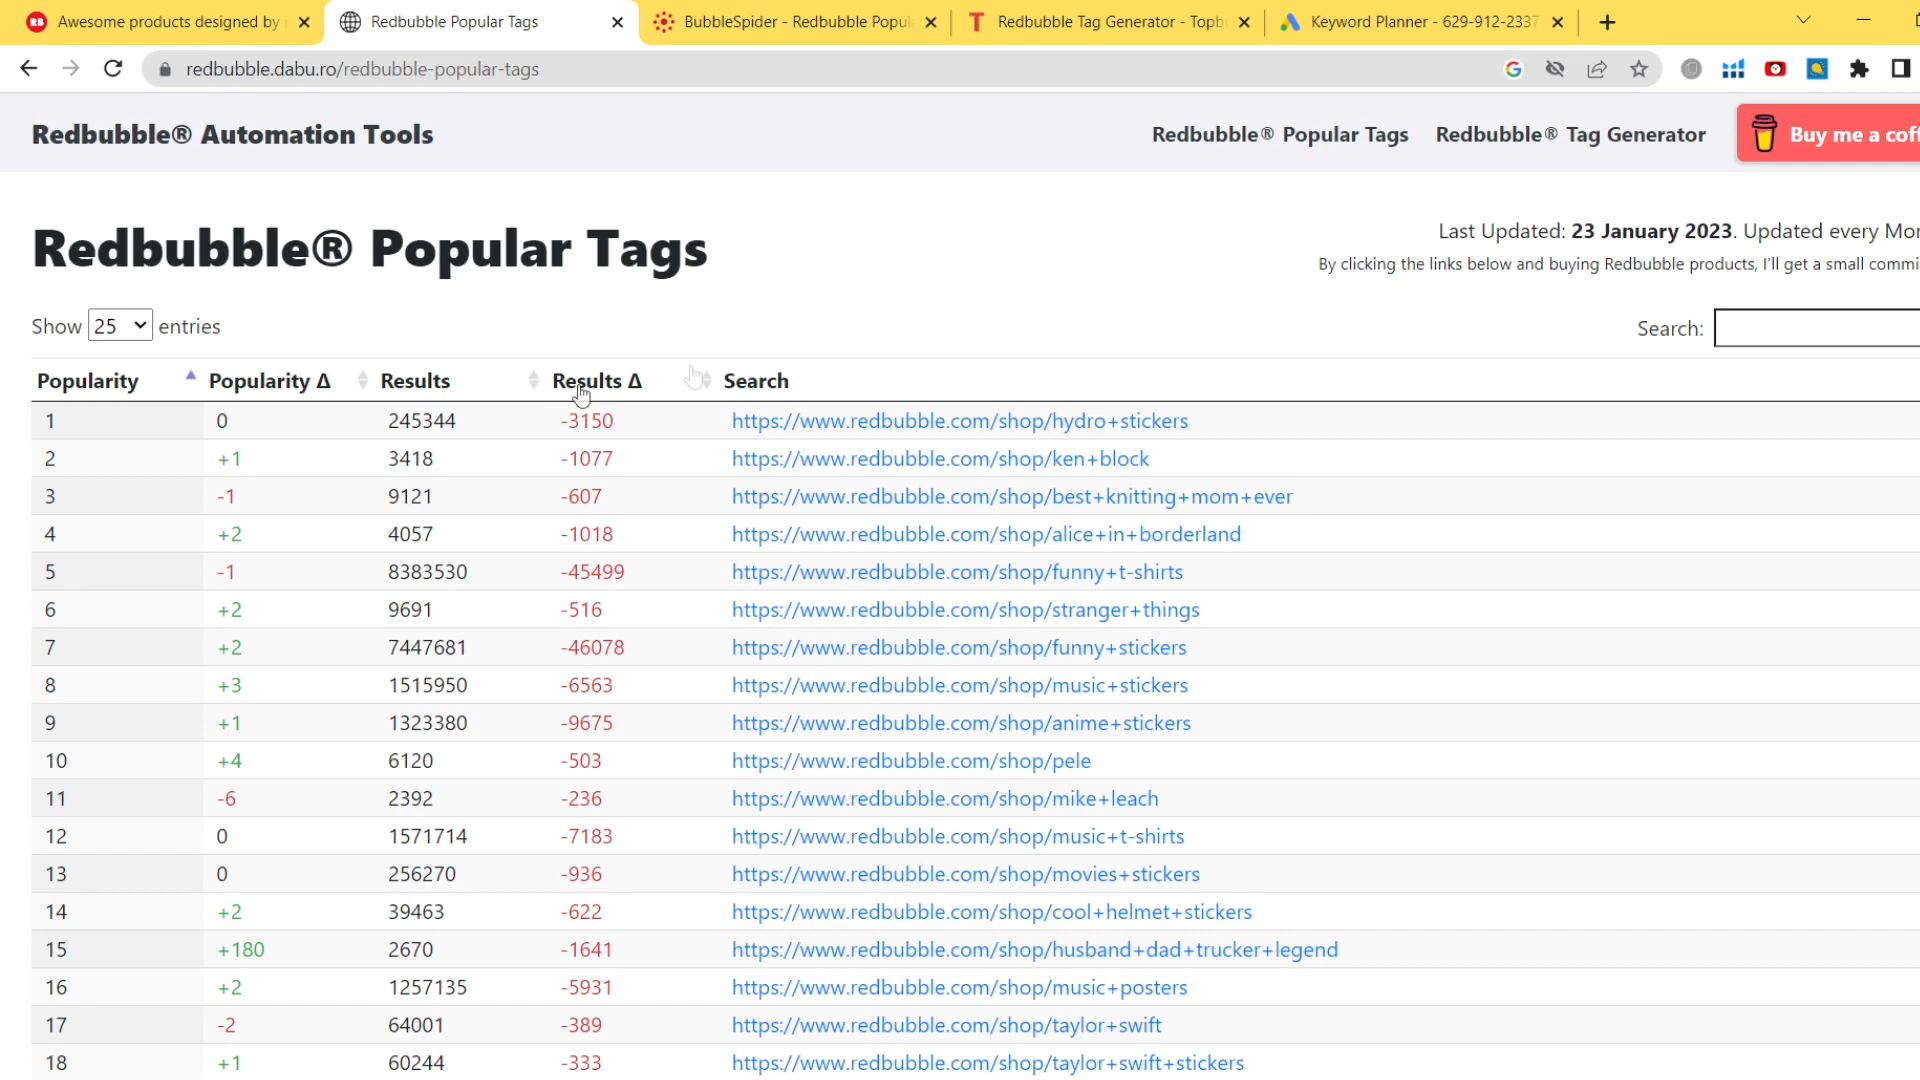 Awesome products designed by
Redbubble Popular Tags
BubbleSpider - Redbubble Popul
Redbubble Tag Generator - Topb
Keyword Planner - 629-912-2337
redbubble.dabu.ro/redbubble-popular-tags
Redbubble® Automation Tools
Redbubble® Popular Tags
Redbubble® Tag Generator
Buy me a coff
Redbubble® Popular Tags
Last Updated: 23 January 2023. Updated every Mon
By clicking the links below and buying Redbubble products, I'll get a small commi
Show 25 entries
Search:
Popularity Popularity Δ Results Results Δ Search
1 0 245344 -3150 https://www.redbubble.com/shop/hydro+stickers
2 +1 3418 -1077 https://www.redbubble.com/shop/ken+block
3 -1 9121 -607 https://www.redbubble.com/shop/best+knitting+mom+ever
4 +2 4057 -1018 https://www.redbubble.com/shop/alice+in+borderland
5 -1 8383530 -45499 https://www.redbubble.com/shop/funny+t-shirts
6 +2 9691 -516 https://www.redbubble.com/shop/stranger+things
7 +2 7447681 -46078 https://www.redbubble.com/shop/funny+stickers
8 +3 1515950 -6563 https://www.redbubble.com/shop/music+stickers
9 +1 1323380 -9675 https://www.redbubble.com/shop/anime+stickers
10 +4 6120 -503 https://www.redbubble.com/shop/pele
11 -6 2392 -236 https://www.redbubble.com/shop/mike+leach
12 0 1571714 -7183 https://www.redbubble.com/shop/music+t-shirts
13 0 256270 -936 https://www.redbubble.com/shop/movies+stickers
14 +2 39463 -622 https://www.redbubble.com/shop/cool+helmet+stickers
15 +180 2670 -1641 https://www.redbubble.com/shop/husband+dad+trucker+legend
16 +2 1257135 -5931 https://www.redbubble.com/shop/music+posters
17 -2 64001 -389 https://www.redbubble.com/shop/taylor+swift
18 +1 60244 -333 https://www.redbubble.com/shop/taylor+swift+stickers